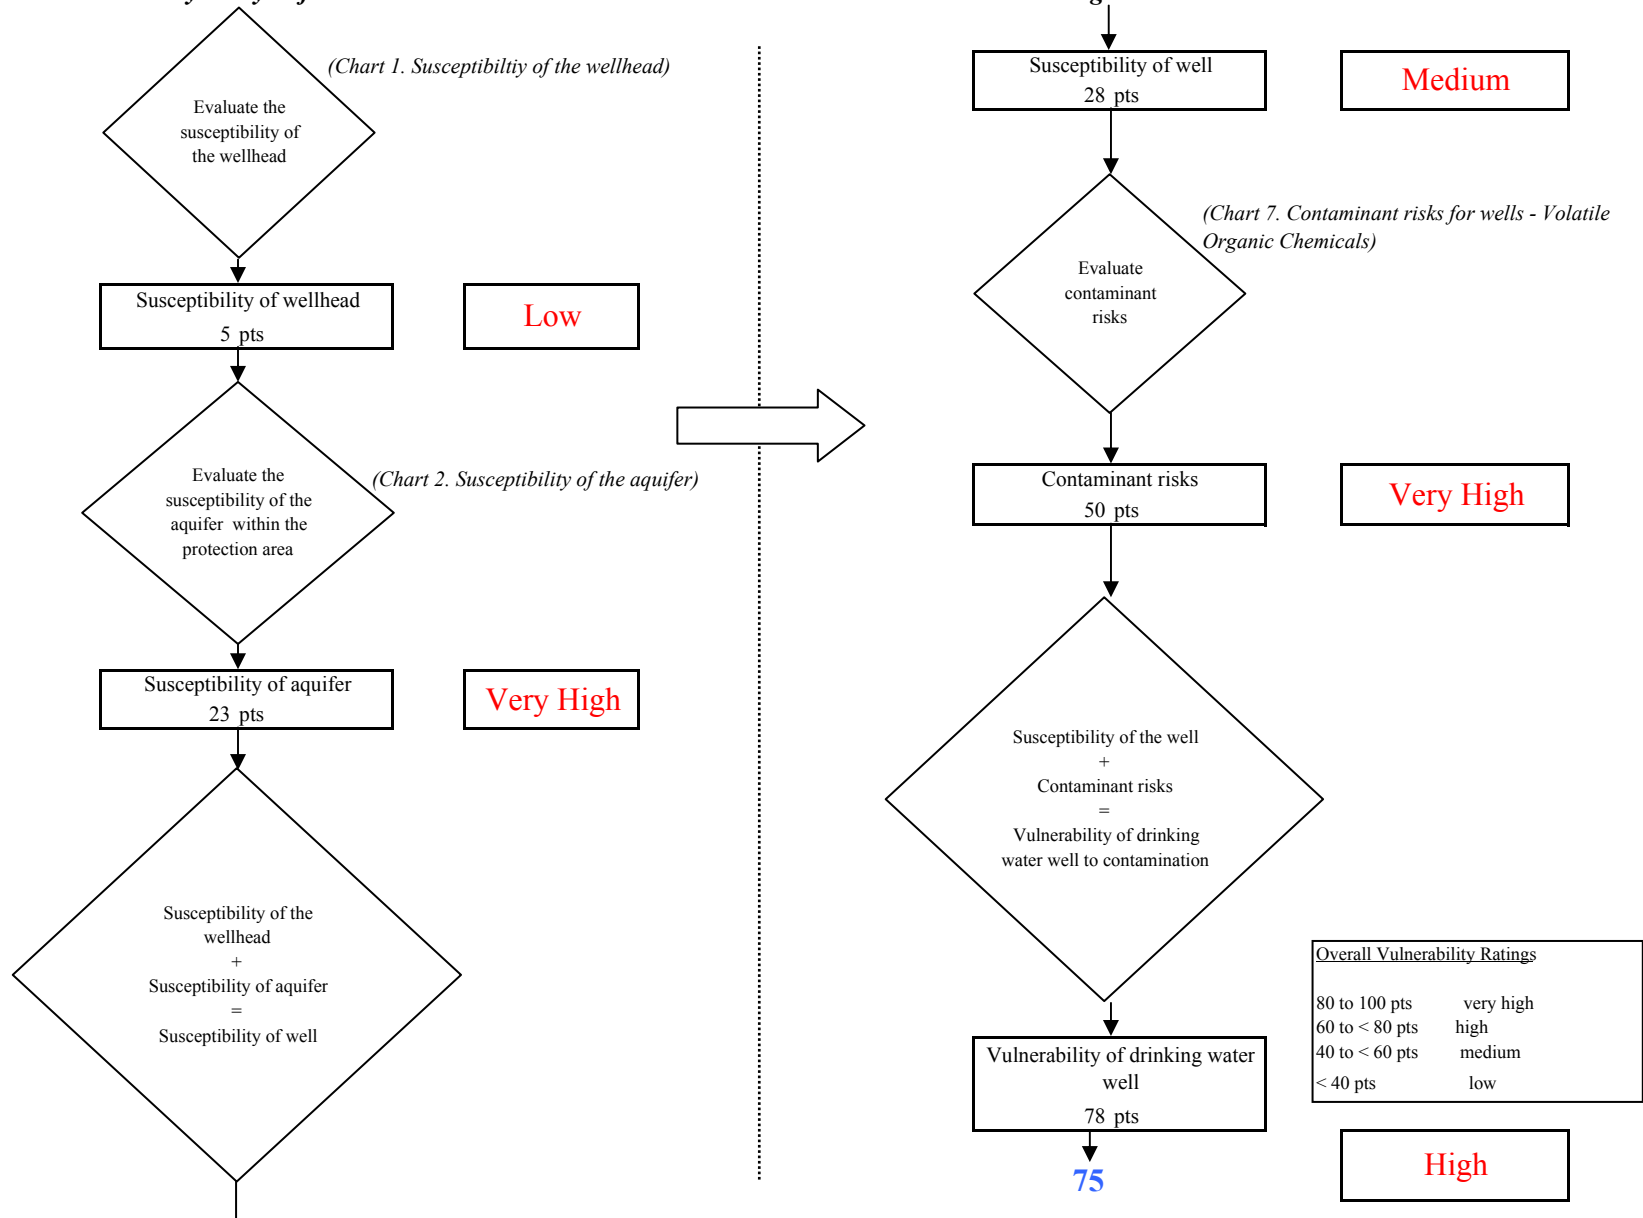 (Chart 1. Susceptibiltiy of the wellhead)
Evaluate the
susceptibility of
the wellhead
Susceptibility of wellhead
5 pts
Low
Evaluate the
susceptibility of the
aquifer within the
protection area
(Chart 2. Susceptibility of the aquifer)
Susceptibility of aquifer
23 pts
Very High
Susceptibility of the
wellhead
+
Susceptibility of aquifer
=
Susceptibility of well
Susceptibility of well
28 pts
Medium
(Chart 7. Contaminant risks for wells - Volatile
Organic Chemicals)
Evaluate
contaminant
risks
Contaminant risks
50 pts
Very High
Susceptibility of the well
+
Contaminant risks
=
Vulnerability of drinking
water well to contamination
Overall Vulnerability Ratings
80 to 100 pts very high
60 to < 80 pts high
40 to < 60 pts medium
< 40 pts low
Vulnerability of drinking water
well
78 pts
75
High